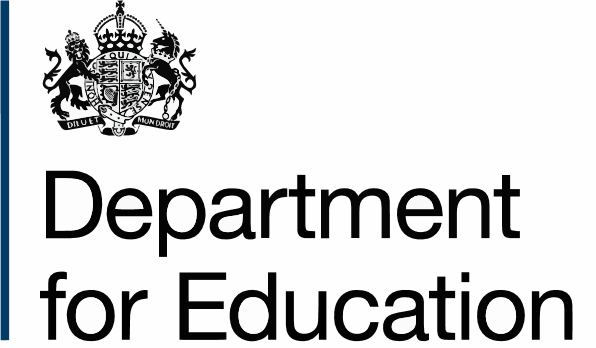 DIEU ET MON DROIT
Department
for Education